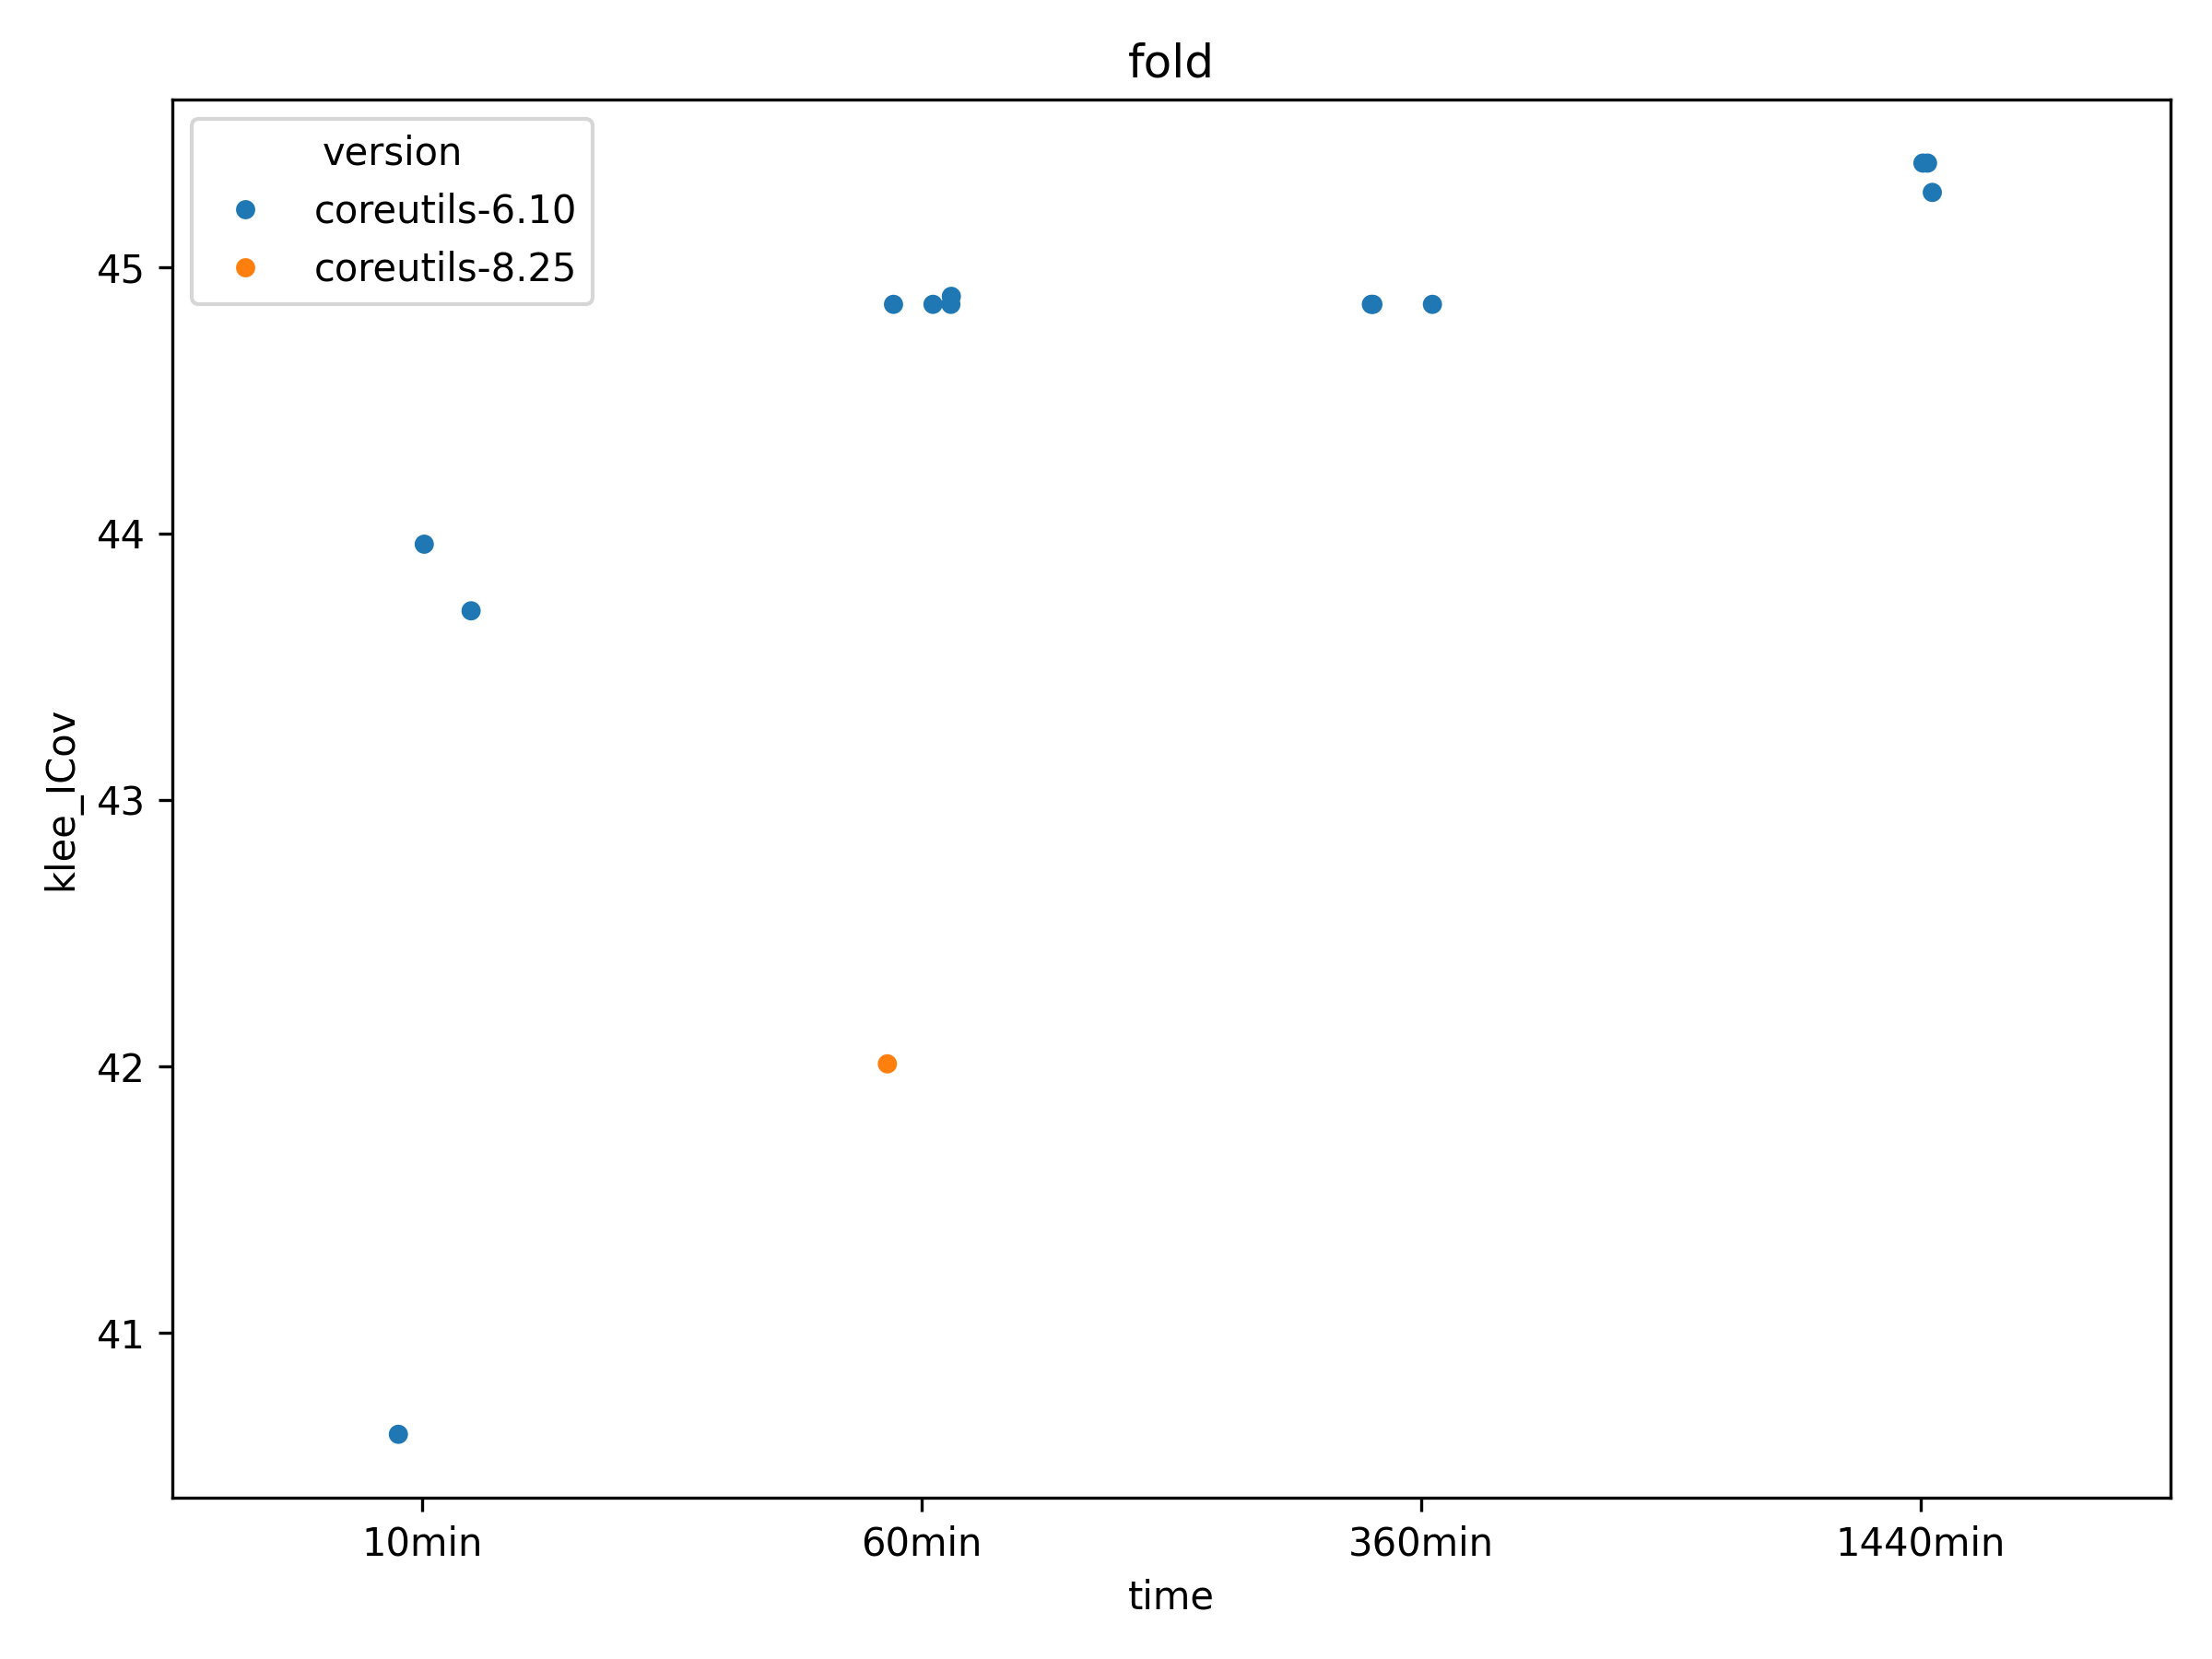 fold
version
coreutils-6.10
coreutils-8.25
klee_ICov
45
44
43
42
41
10min
60min
360min
1440min
time